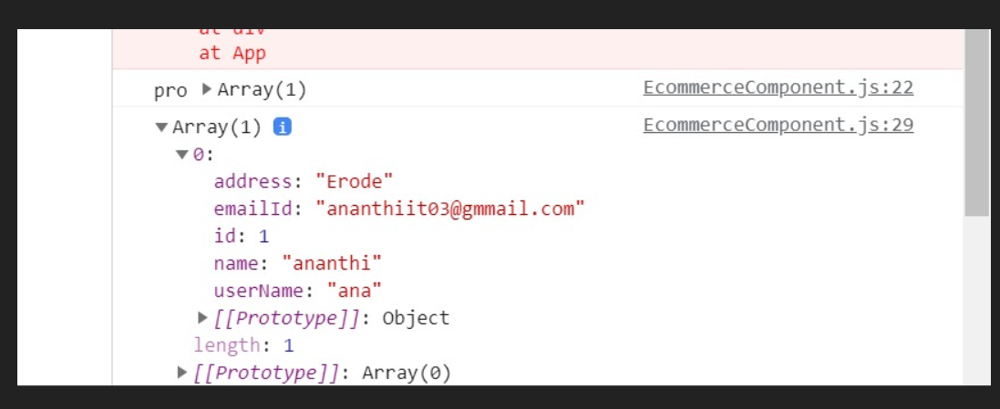 at div
at App
pro ▶Array(1) EcommerceComponent.js:22
▼Array(1) i EcommerceComponent.js:29
▼0:
address: "Erode"
emailId: "ananthiit03@gmmail.com"
id: 1
name: "ananthi"
userName: "ana"
▶[[Prototype]]: Object
length: 1
▶[[Prototype]]: Array(0)